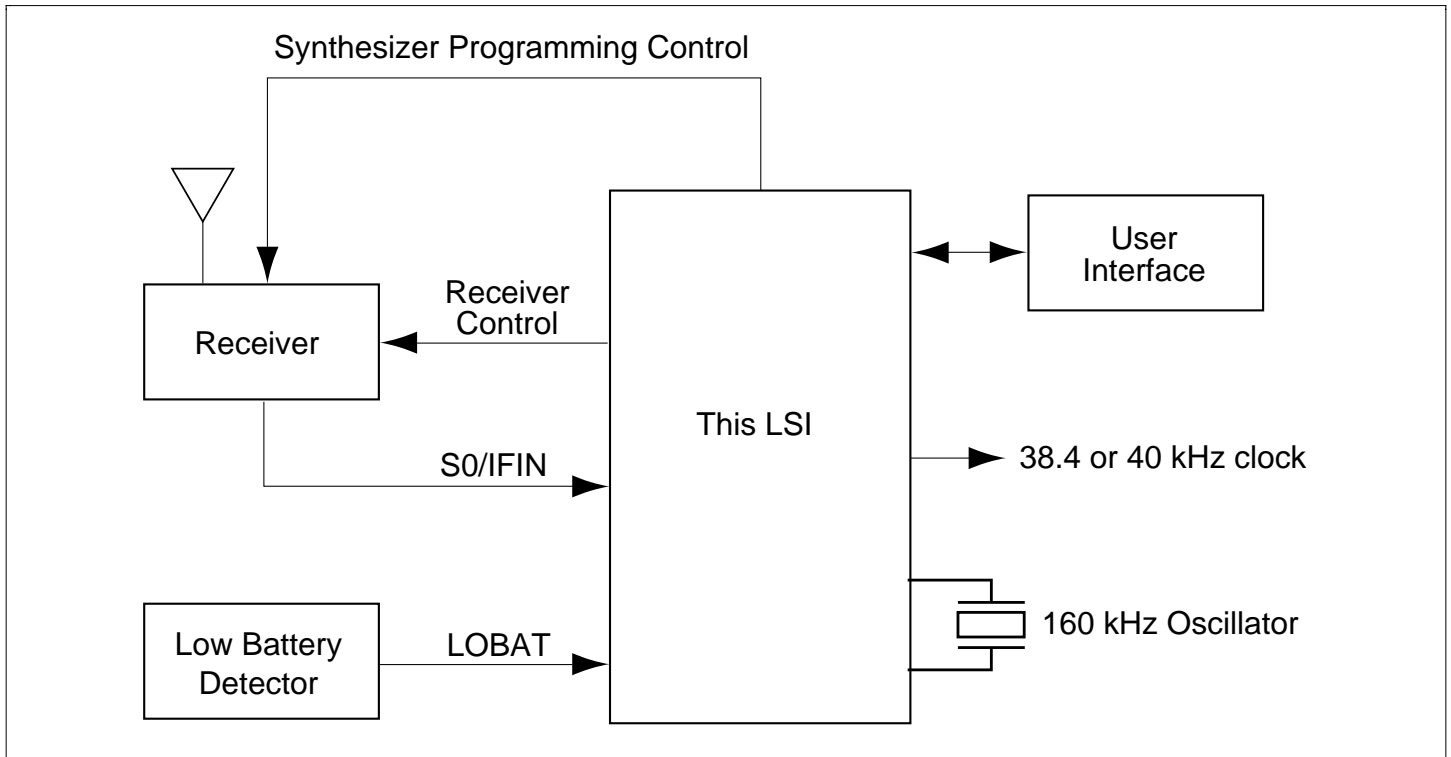 Synthesizer Programming Control
User
Interface
Receiver
Control
Receiver
This LSI
S0/IFIN
38.4 or 40 kHz clock
160 kHz Oscillator
Low Battery
Detector
LOBAT